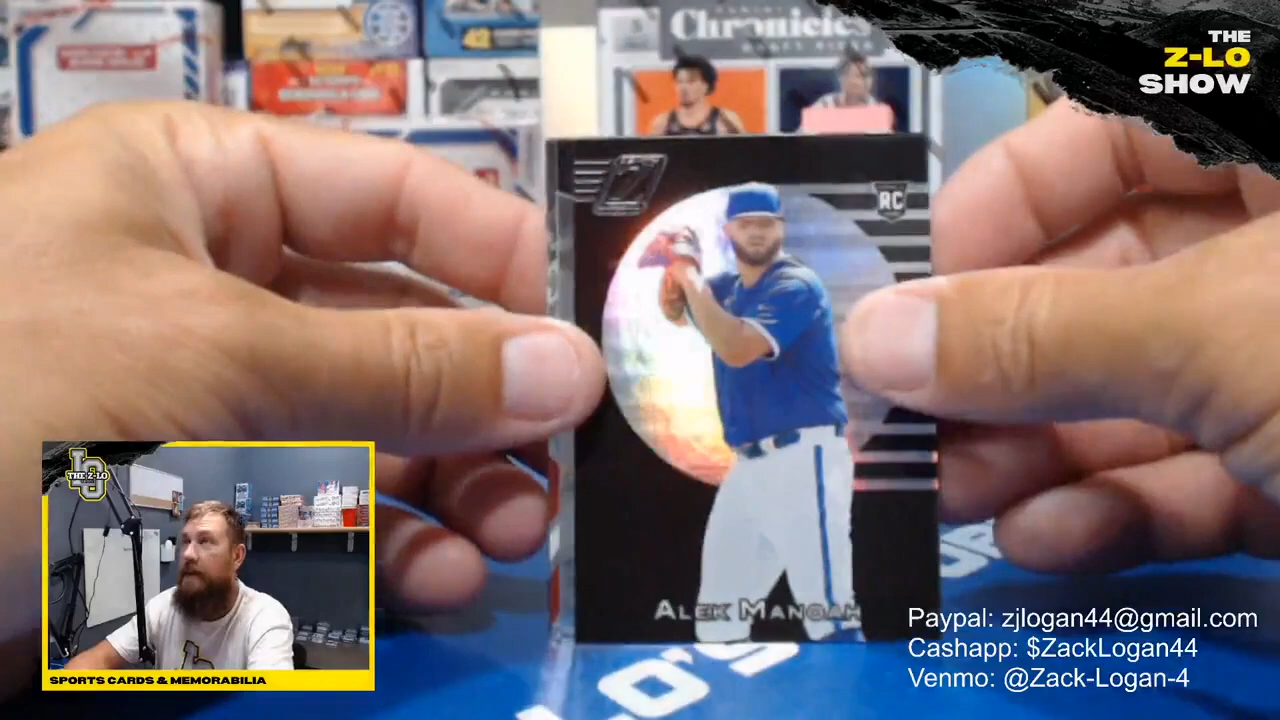 Chronicles
THE
Z-LO
SHOW
RC
ALEK MANOAH
THE Z-LO
SPORTS CARDS & MEMORABILIA
LO'S
Paypal: zjlogan44@gmail.com
Cashapp: $ZackLogan44
Venmo: @Zack-Logan-4